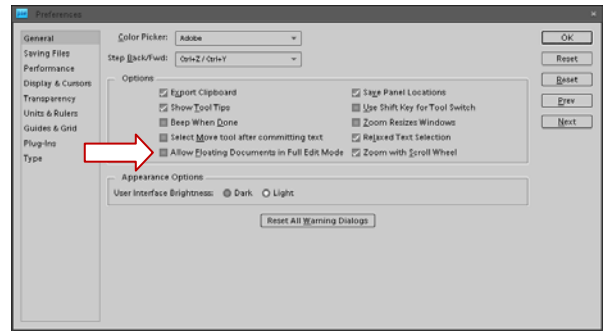 Preferences
General
Saving Files
Performance
Display & Cursors
Transparency
Units & Rulers
Guides & Grid
Plug-Ins
Type
Color Picker: Adobe
Step Back/Fwd: Ctrl+Z / Ctrl+Y
Options
Export Clipboard
Show Tool Tips
Beep When Done
Select Move tool after committing text
Allow Floating Documents in Full Edit Mode
Save Panel Locations
Use Shift Key for Tool Switch
Zoom Resizes Windows
Relaxed Text Selection
Zoom with Scroll Wheel
Appearance Options
User Interface Brightness: Dark Light
Reset All Warning Dialogs
OK
Reset
Reset
Prev
Next